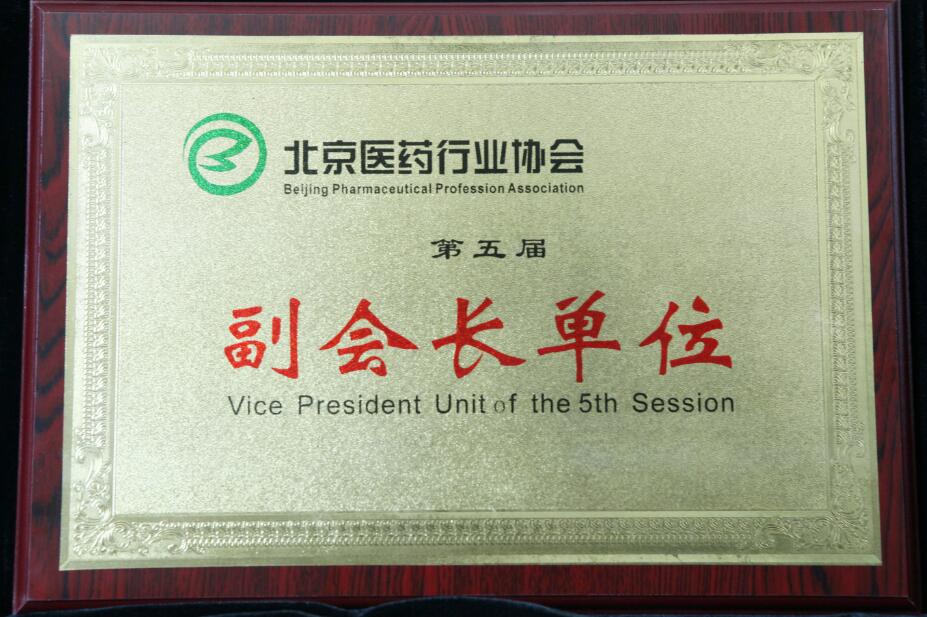 北京医药行业协会
Beijing Pharmaceutical Profession Association
第五届
副会长单位
Vice President Unit of the 5th Session